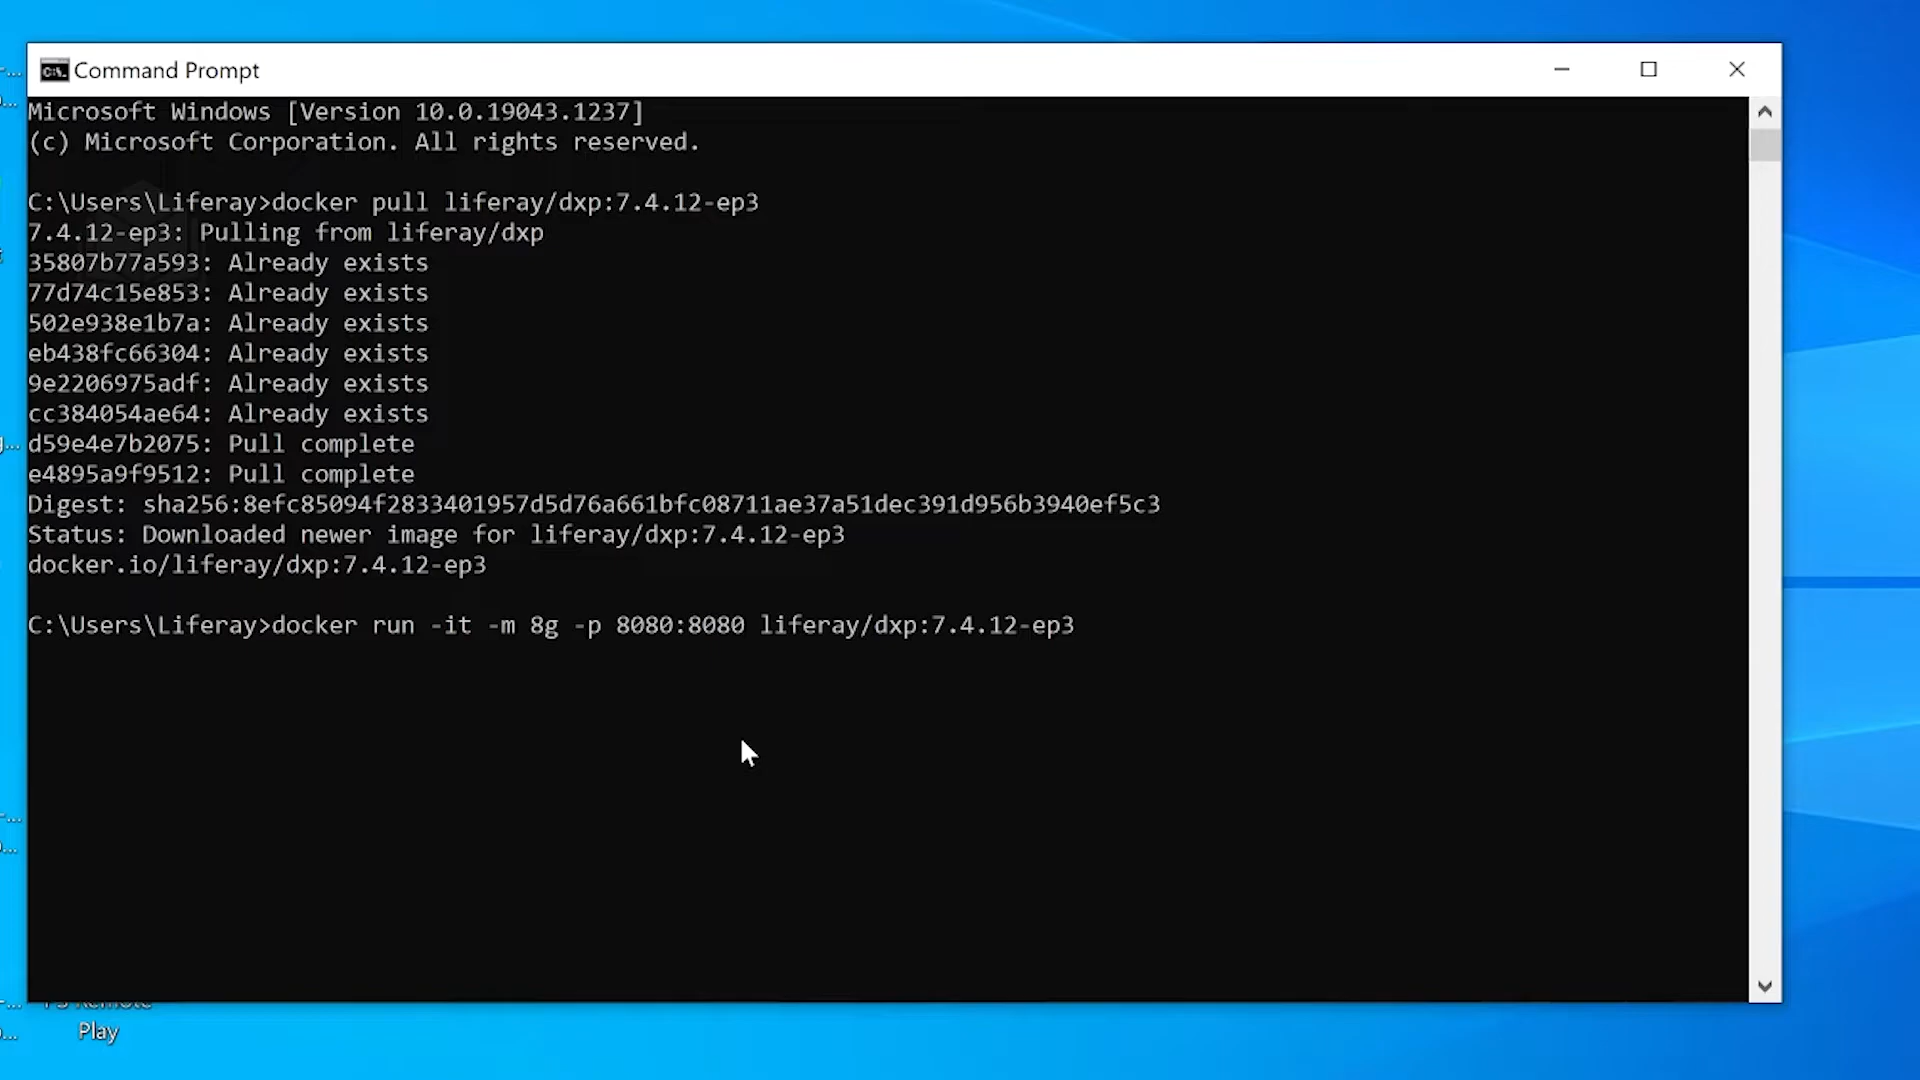 Command Prompt
Microsoft Windows [Version 10.0.19043.1237]
(c) Microsoft Corporation. All rights reserved.
C:\Users\Liferay>docker pull liferay/dxp:7.4.12-ep3
7.4.12-ep3: Pulling from liferay/dxp
35807b77a593: Already exists
77d74c15e853: Already exists
502e938e1b7a: Already exists
eb438fc66304: Already exists
9e2206975adf: Already exists
cc384054ae64: Already exists
d59e4e7b2075: Pull complete
e4895a9f9512: Pull complete
Digest: sha256:8efc85094f2833401957d5d76a661bfc08711ae37a51dec391d956b3940ef5c3
Status: Downloaded newer image for liferay/dxp:7.4.12-ep3
docker.io/liferay/dxp:7.4.12-ep3
C:\Users\Liferay>docker run -it -m 8g -p 8080:8080 liferay/dxp:7.4.12-ep3
Play